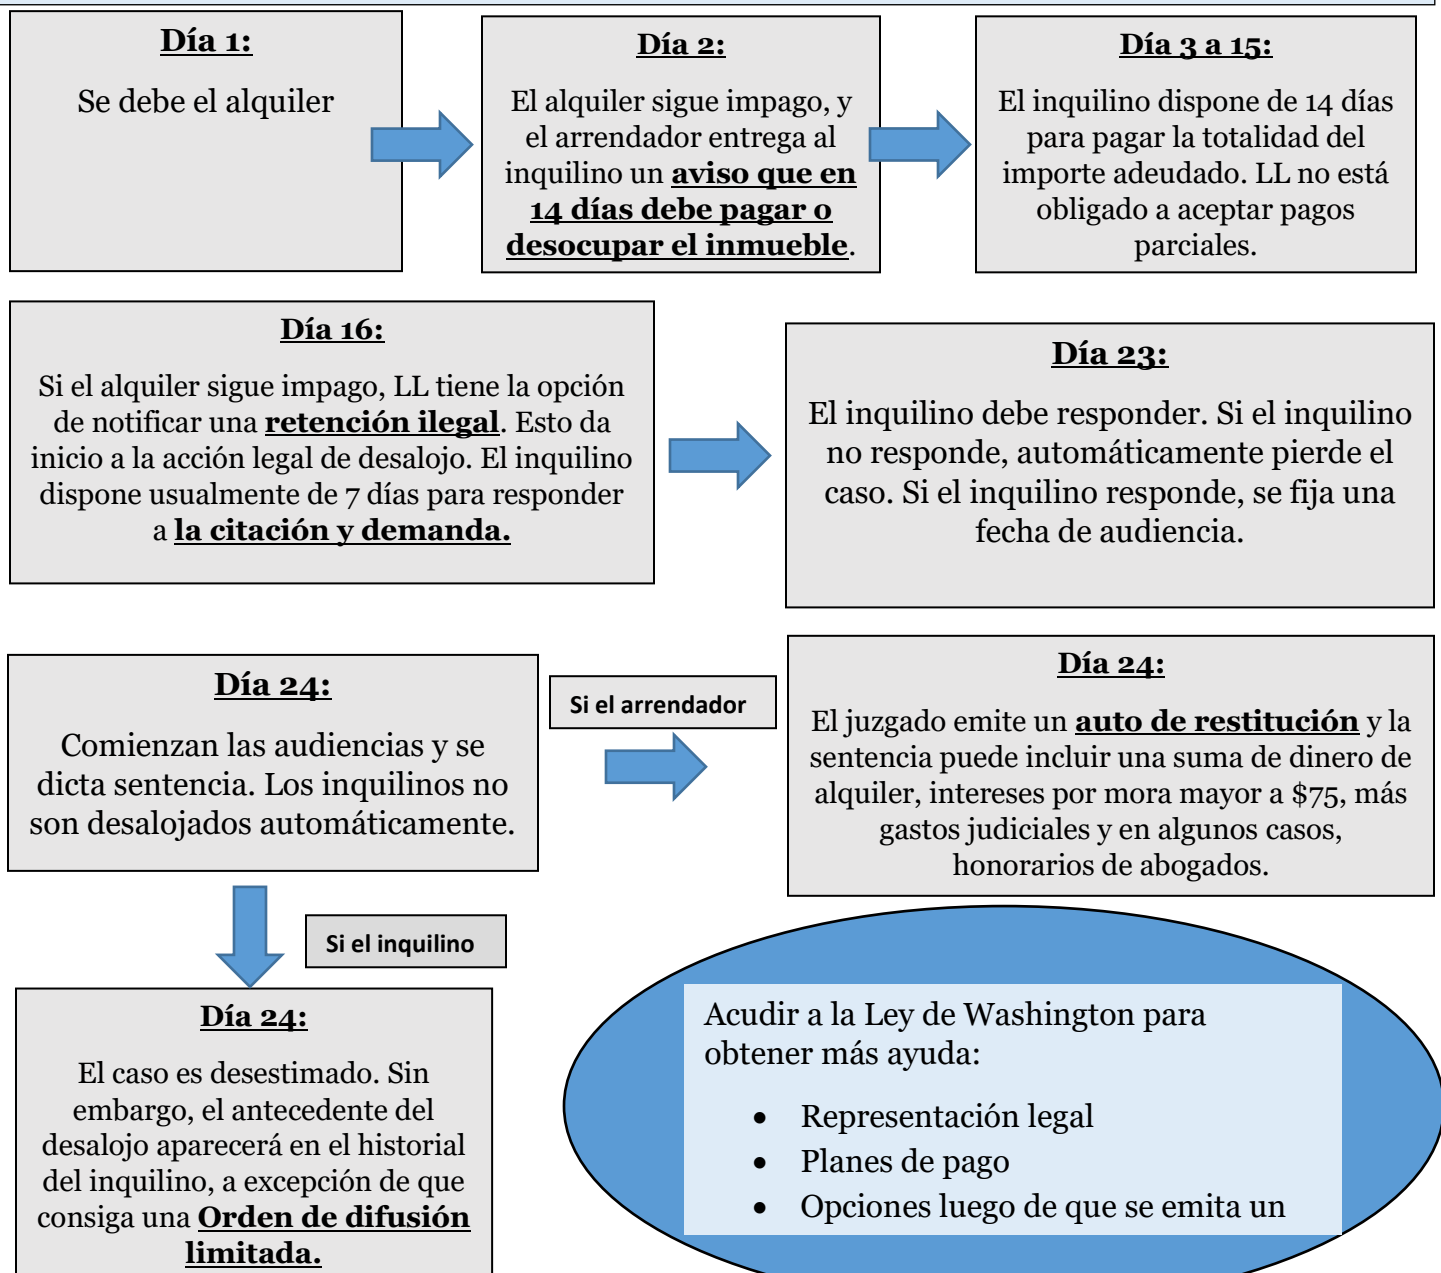 Día 1:
Se debe el alquiler
Día 2:
El alquiler sigue impago, y
el arrendador entrega al
inquilino un aviso que en
14 días debe pagar o
desocupar el inmueble.
Día 3 a 15:
El inquilino dispone de 14 días
para pagar la totalidad del
importe adeudado. LL no está
obligado a aceptar pagos
parciales.
Día 16:
Si el alquiler sigue impago, LL tiene la opción
de notificar una retención ilegal. Esto da
inicio a la acción legal de desalojo. El inquilino
dispone usualmente de 7 días para responder
a la citación y demanda.
Día 23:
El inquilino debe responder. Si el inquilino
no responde, automáticamente pierde el
caso. Si el inquilino responde, se fija una
fecha de audiencia.
Día 24:
Comienzan las audiencias y se
dicta sentencia. Los inquilinos no
son desalojados automáticamente.
Si el arrendador
Día 24:
El juzgado emite un auto de restitución y la
sentencia puede incluir una suma de dinero de
alquiler, intereses por mora mayor a $75, más
gastos judiciales y en algunos casos,
honorarios de abogados.
Si el inquilino
Día 24:
El caso es desestimado. Sin
embargo, el antecedente del
desalojo aparecerá en el historial
del inquilino, a excepción de que
consiga una Orden de difusión
limitada.
Acudir a la Ley de Washington para
obtener más ayuda:
• Representación legal
• Planes de pago
• Opciones luego de que se emita un